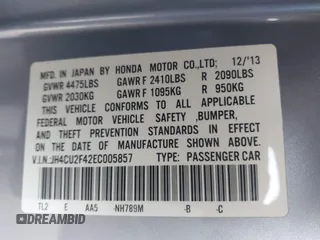 MFD. IN JAPAN BY HONDA MOTOR CO.,LTD. 12/'13
GVWR 4475LBS GAWR F 2410LBS R 2090LBS
GVWR 2030KG GAWR F 1095KG R 950KG
THIS VEHICLE CONFORMS TO ALL APPLICABLE
FEDERAL MOTOR VEHICLE SAFETY ,BUMPER,
AND THEFT PREVENTION STANDARDS IN
EFFECT ON THE DATE OF MANUFACTURE SHOWN ABOVE.
V.I.N.:JH4CU2F42EC005857 TYPE: PASSENGER CAR
TL2 E AA5 -NH789M -B -C
AUTOBIDMASTER